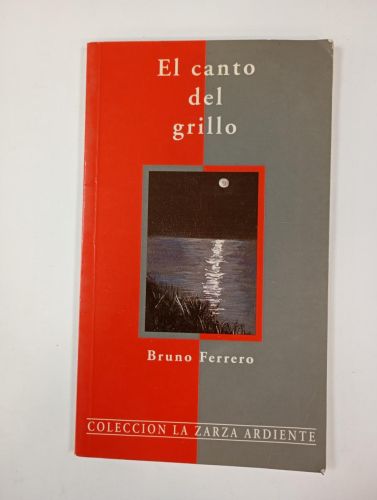 El canto
del
grillo
Bruno Ferrero
COLECCION LA ZARZA ARDIENTE